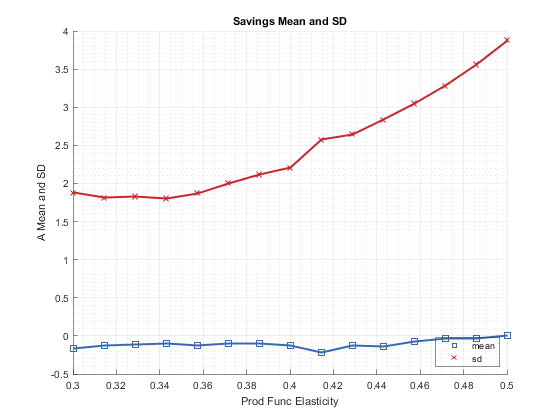 Savings Mean and SD
4
3.5
3
2.5
2
1.5
1
0.5
0
-0.5
A Mean and SD
mean
sd
0.3 0.32 0.34 0.36 0.38 0.4 0.42 0.44 0.46 0.48 0.5
Prod Func Elasticity